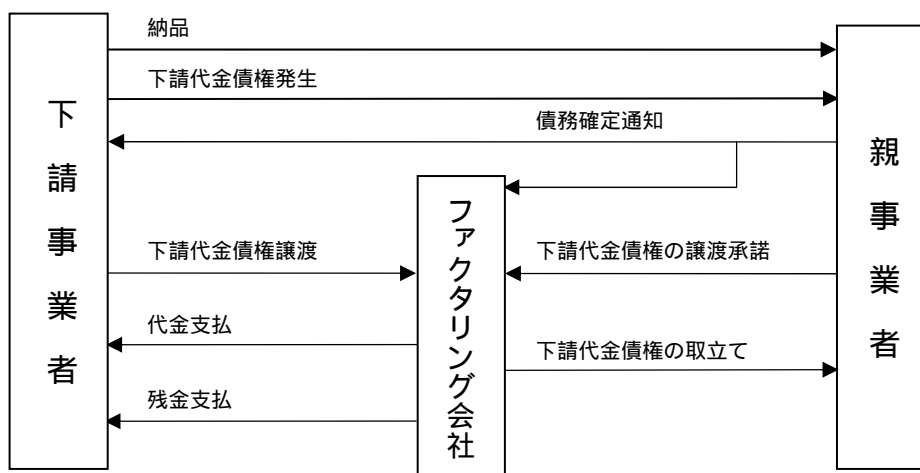 納品
下請代金債権発生
債務確定通知
下請事業者
親事業者
ファクタリング会社
下請代金債権譲渡
下請代金債権の譲渡承諾
代金支払
下請代金債権の取立て
残金支払